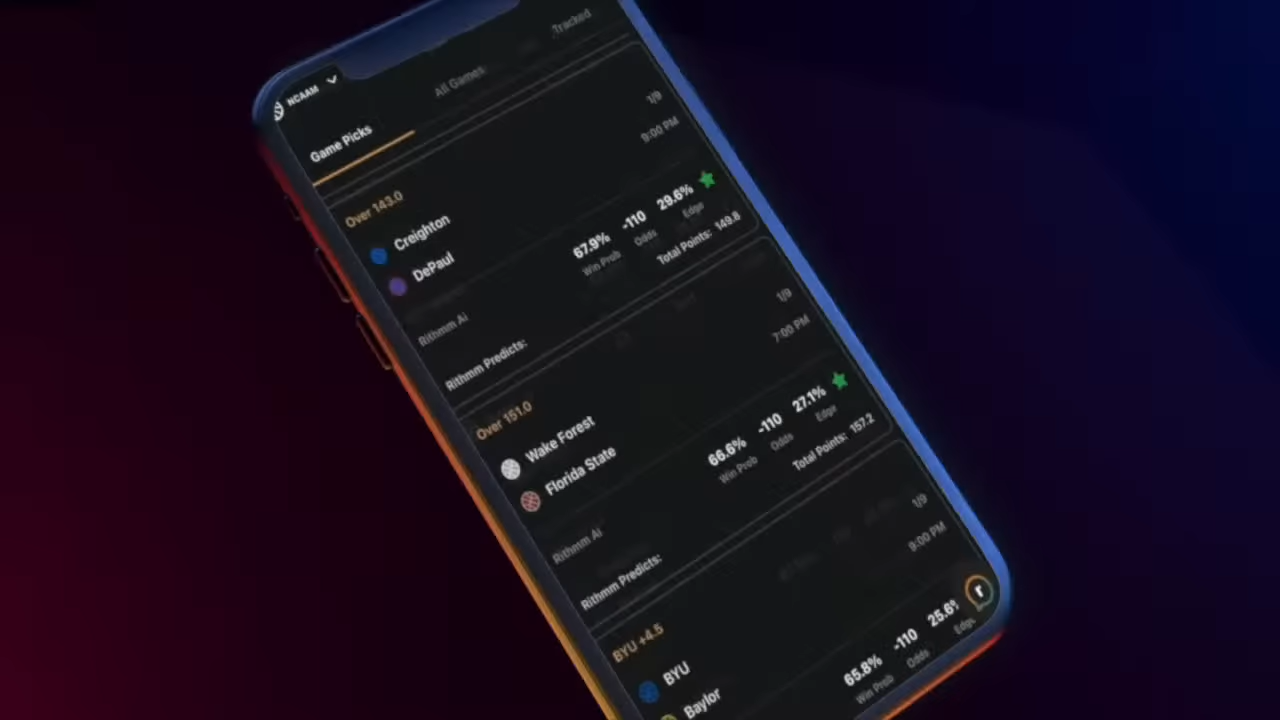 NCAAM
Game Picks
All Games
Tracked
Over 143.0
1/9
9:00 PM
Creighton
DePaul
67.9% -110 29.6%
Win Prob Odds Edge
Rithmm Ai
Rithmm Predicts: Total Points: 149.8
Over 151.0
1/9
7:00 PM
Wake Forest
Florida State
66.6% -110 27.1%
Win Prob Odds Edge
Rithmm Ai
Rithmm Predicts: Total Points: 157.2
BYU +4.5
1/9
9:00 PM
BYU
Baylor
65.8% -110 25.6%
Win Prob Odds Edge
r